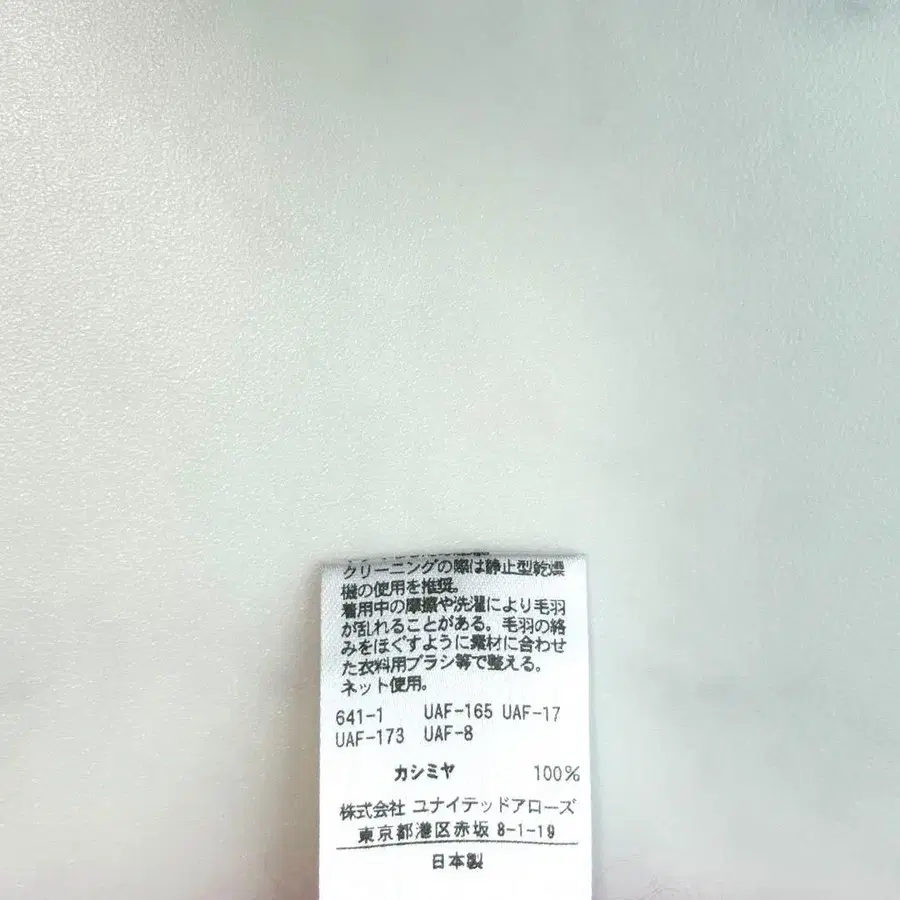 クリーニングの際は静止型乾燥
機の使用を推奨。
着用中の摩擦や洗濯により毛羽
が乱れることがある。毛羽の絡
みをほぐすように素材に合わせ
た衣料用ブラシ等で整える。
ネット使用。
641-1 UAF-165 UAF-17
UAF-173 UAF-8
カシミヤ 100%
株式会社 ユナイテッドアローズ
東京都港区赤坂 8-1-19
日本製